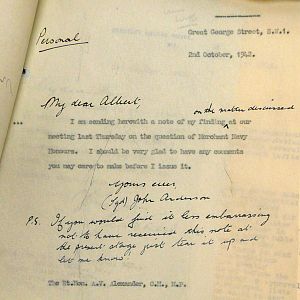 Great George Street, S.W.1.
Personal
2nd October, 1942.
My dear Albert,
on the matter discussed
... I am sending herewith a note of my finding at our
meeting last Thursday on the question of Merchant Navy
Honours. I should be very glad to have any comments
you may care to make before I issue it.
Yours ever
(Sgd) John Anderson
P.S. If you would find it less embarrassing
not to have received this note at
the present stage just tear it up and
let me know.
The Rt.Hon. A.V. Alexander, C.H., M.P.